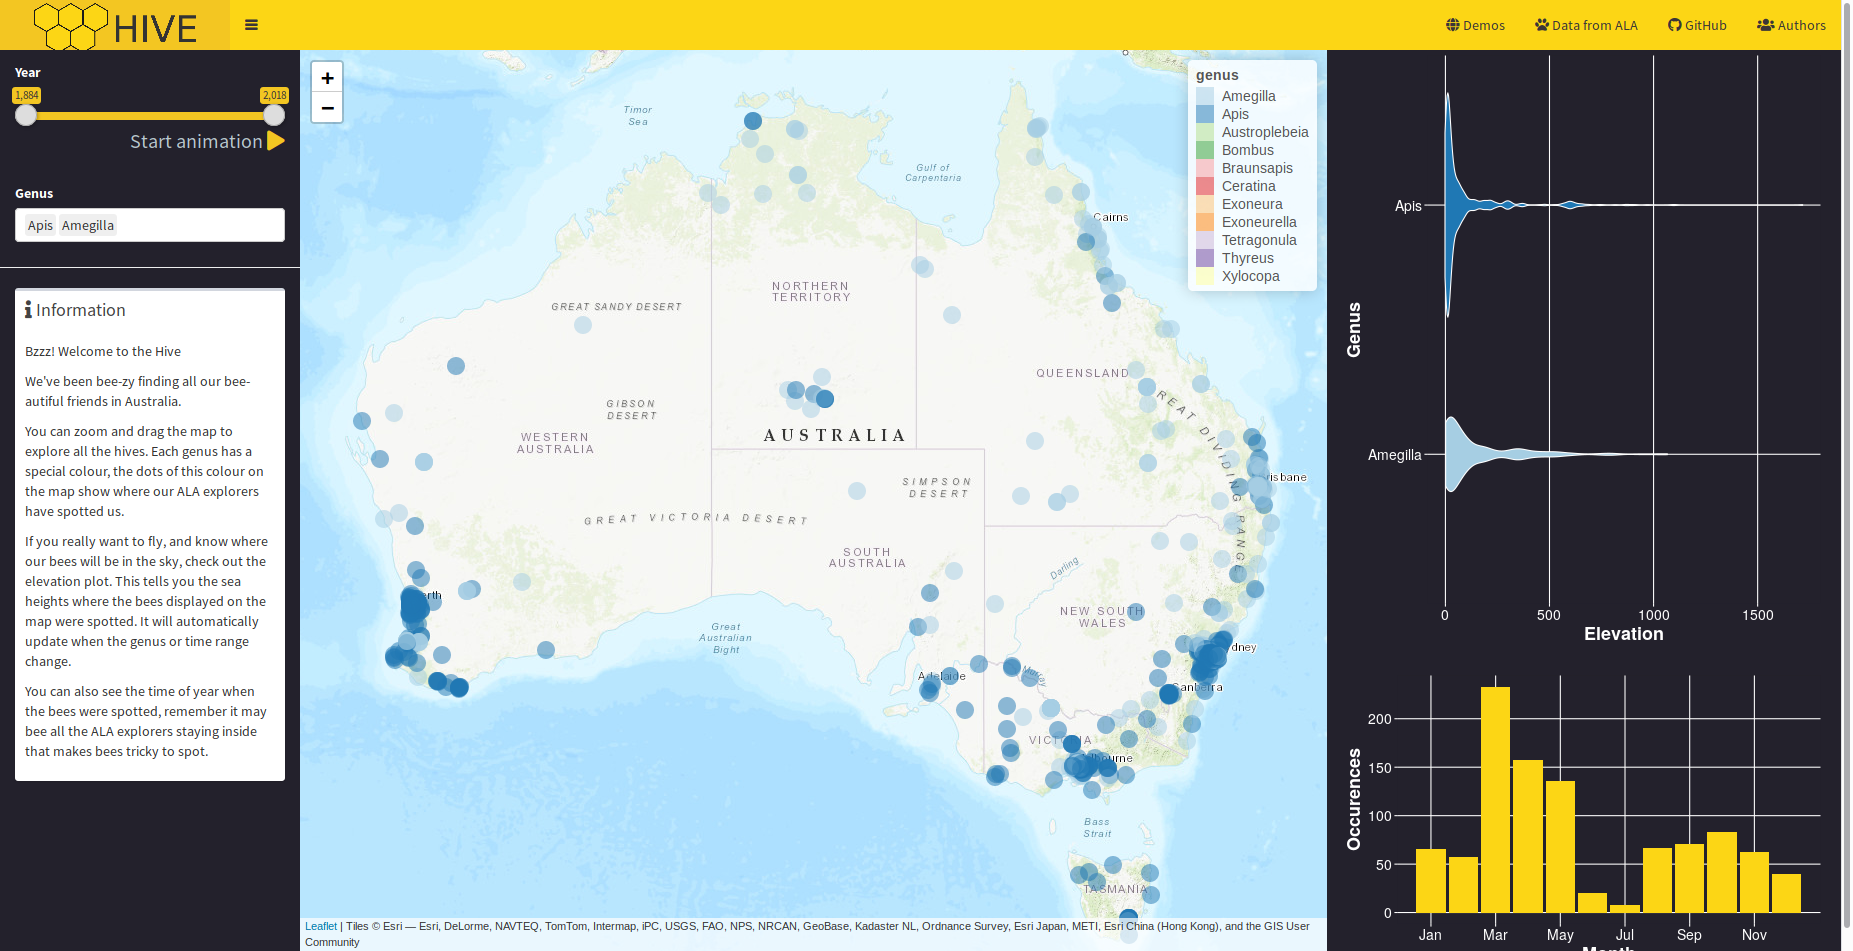 HIVE
Demos
Data from ALA
GitHub
Authors
Year
1,884
2,018
Start animation
Genus
Apis
Amegilla
Information
Bzzz! Welcome to the Hive
We've been bee-zy finding all our bee-
autiful friends in Australia.
You can zoom and drag the map to
explore all the hives. Each genus has a
special colour, the dots of this colour on
the map show where our ALA explorers
have spotted us.
If you really want to fly, and know where
our bees will be in the sky, check out the
elevation plot. This tells you the sea
heights where the bees displayed on the
map were spotted. It will automatically
update when the genus or time range
change.
You can also see the time of year when
the bees were spotted, remember it may
bee all the ALA explorers staying inside
that makes bees tricky to spot.
+
−
Timor
Sea
Gulf of
Carpentaria
Cairns
GREAT SANDY DESERT
NORTHERN
TERRITORY
QUEENSLAND
GIBSON
DESERT
WESTERN
AUSTRALIA
AUSTRALIA
SIMPSON
DESERT
GREAT VICTORIA DESERT
REAT DIVIDING RANGE
isbane
SOUTH
AUSTRALIA
Darling
erth
NEW SOUTH
WALES
Great
Australian
Bight
dney
Adelaide
Murray
Canberra
VICTORIA
lbourne
Bass
Strait
TASMANIA
genus
Amegilla
Apis
Austroplebeia
Bombus
Braunsapis
Ceratina
Exoneura
Exoneurella
Tetragonula
Thyreus
Xylocopa
Leaflet | Tiles © Esri — Esri, DeLorme, NAVTEQ, TomTom, Intermap, iPC, USGS, FAO, NPS, NRCAN, GeoBase, Kadaster NL, Ordnance Survey, Esri Japan, METI, Esri China (Hong Kong), and the GIS User
Community
Genus
Apis
Amegilla
0 500 1000 1500
Elevation
Occurences
200
150
100
50
0
Jan Mar May Jul Sep Nov
Month